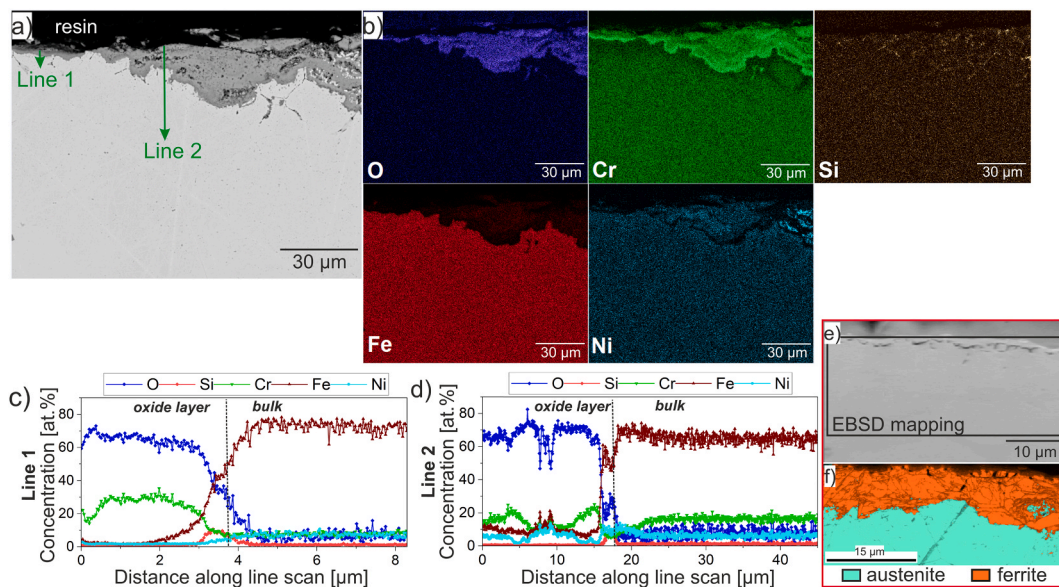 a)
resin
Line 1
Line 2
30 µm
b)
O
30 µm
Cr
30 µm
Si
30 µm
Fe
30 µm
Ni
30 µm
c)
O Si Cr Fe Ni
oxide layer bulk
Line 1
Concentration [at.%]
80
60
40
20
0
0 2 4 6 8
Distance along line scan [µm]
d)
O Si Cr Fe Ni
oxide layer bulk
Line 2
Concentration [at.%]
80
60
40
20
0
0 10 20 30 40
Distance along line scan [µm]
e)
EBSD mapping
10 µm
f)
15 µm
austenite ferrite